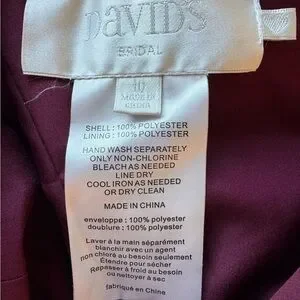 DAVID'S
BRIDAL
10
MADE IN
CHINA
SHELL : 100% POLYESTER
LINING : 100% POLYESTER
HAND WASH SEPARATELY
ONLY NON-CHLORINE
BLEACH AS NEEDED
LINE DRY
COOL IRON AS NEEDED
OR DRY CLEAN
MADE IN CHINA
enveloppe : 100% polyester
doublure : 100% polyester
Laver à la main séparément
blanchir avec un agent
non chloré au besoin seulement
Étendre pour sécher
Repasser à froid au besoin
ou nettoyer à sec
fabriqué en Chine